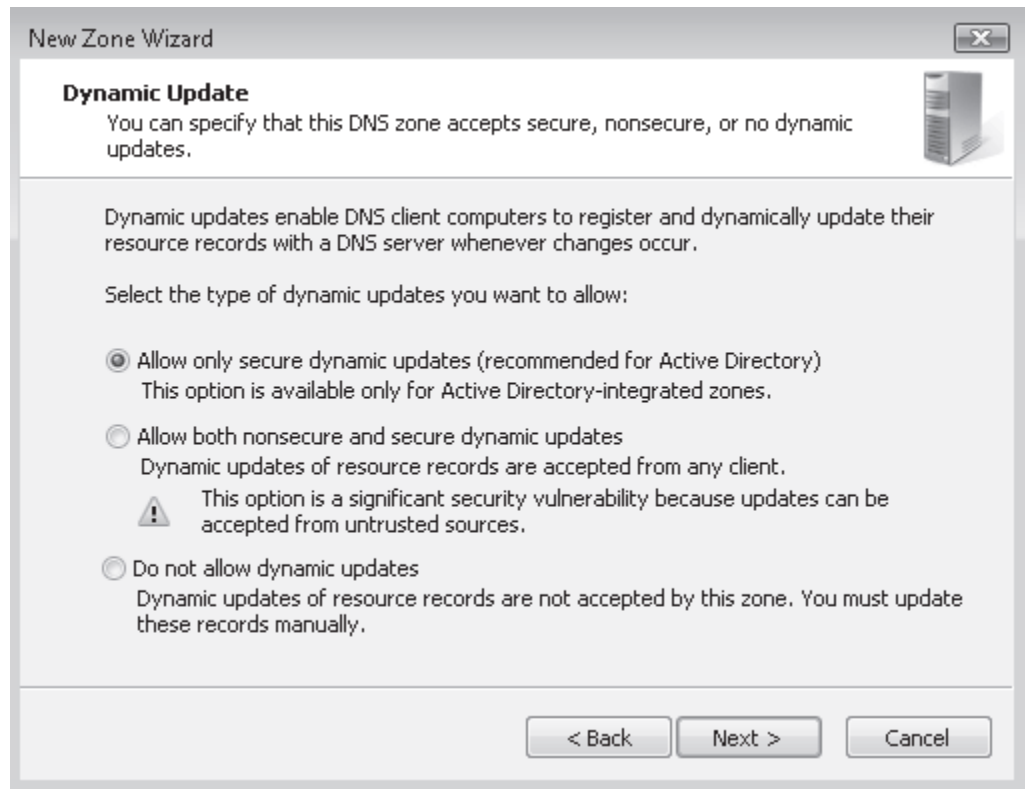 New Zone Wizard
Dynamic Update
You can specify that this DNS zone accepts secure, nonsecure, or no dynamic
updates.
Dynamic updates enable DNS client computers to register and dynamically update their
resource records with a DNS server whenever changes occur.
Select the type of dynamic updates you want to allow:
Allow only secure dynamic updates (recommended for Active Directory)
This option is available only for Active Directory-integrated zones.
Allow both nonsecure and secure dynamic updates
Dynamic updates of resource records are accepted from any client.
This option is a significant security vulnerability because updates can be
accepted from untrusted sources.
Do not allow dynamic updates
Dynamic updates of resource records are not accepted by this zone. You must update
these records manually.
< Back Next > Cancel